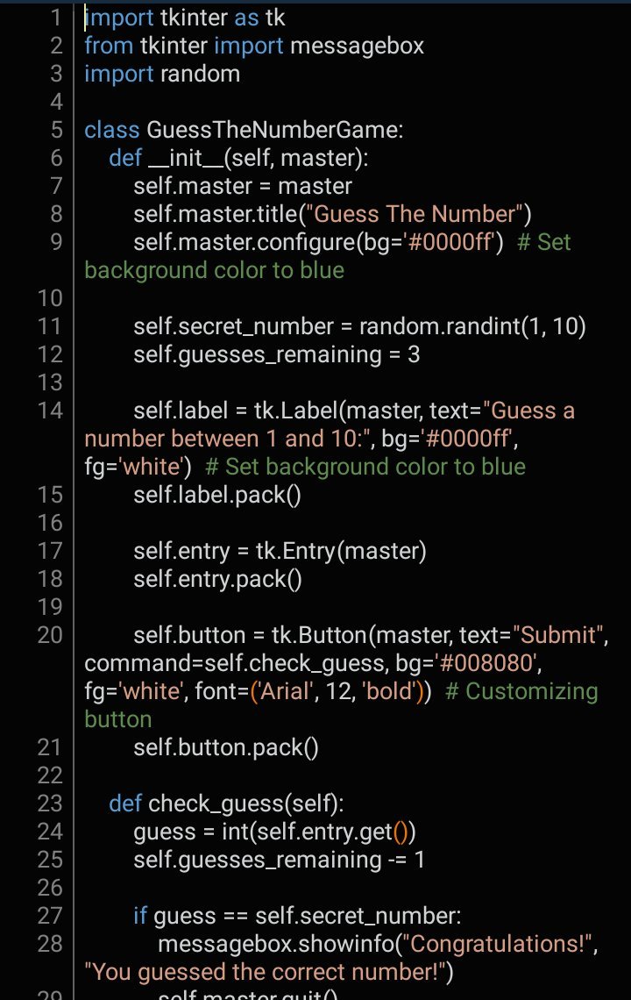 1 import tkinter as tk
2 from tkinter import messagebox
3 import random
4
5 class GuessTheNumberGame:
6     def __init__(self, master):
7         self.master = master
8         self.master.title("Guess The Number")
9         self.master.configure(bg='#0000ff')  # Set
background color to blue
10
11         self.secret_number = random.randint(1, 10)
12         self.guesses_remaining = 3
13
14         self.label = tk.Label(master, text="Guess a
number between 1 and 10:", bg='#0000ff',
fg='white')  # Set background color to blue
15         self.label.pack()
16
17         self.entry = tk.Entry(master)
18         self.entry.pack()
19
20         self.button = tk.Button(master, text="Submit",
command=self.check_guess, bg='#008080',
fg='white', font=('Arial', 12, 'bold'))  # Customizing
button
21         self.button.pack()
22
23     def check_guess(self):
24         guess = int(self.entry.get())
25         self.guesses_remaining -= 1
26
27         if guess == self.secret_number:
28             messagebox.showinfo("Congratulations!",
"You guessed the correct number!")
29             self.master.quit()